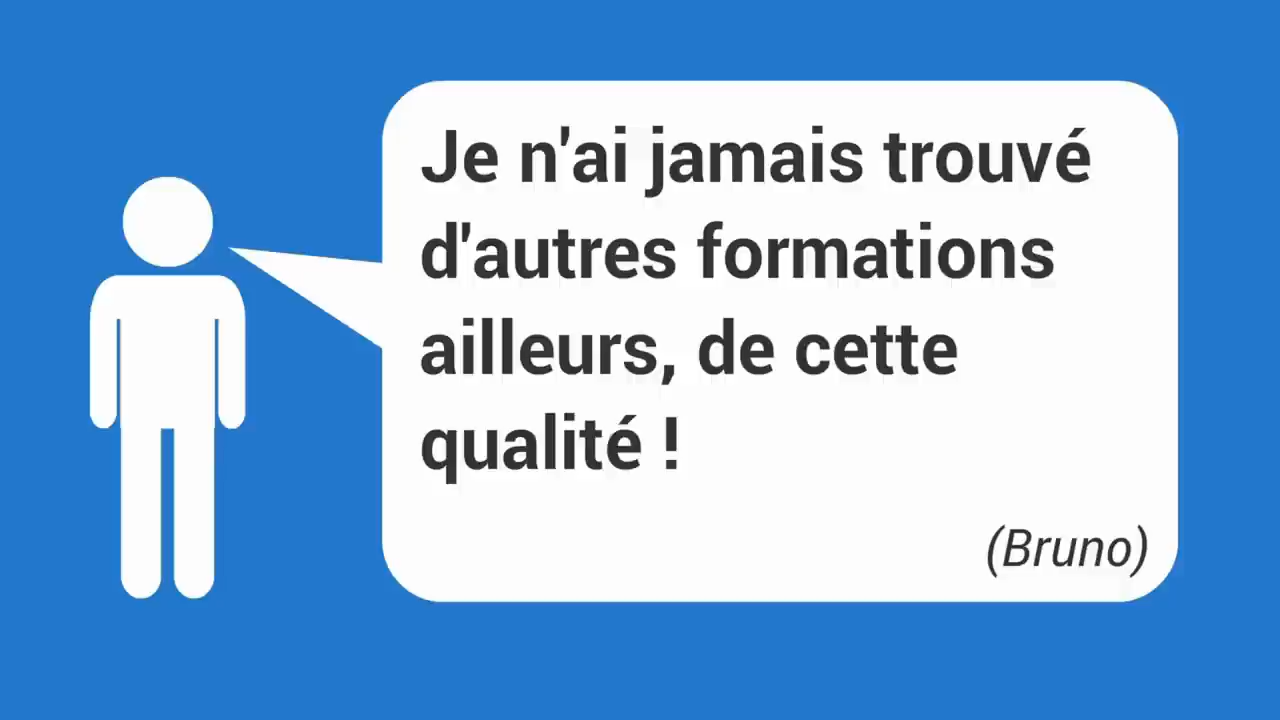 Je n'ai jamais trouvé
d'autres formations
ailleurs, de cette
qualité !
(Bruno)